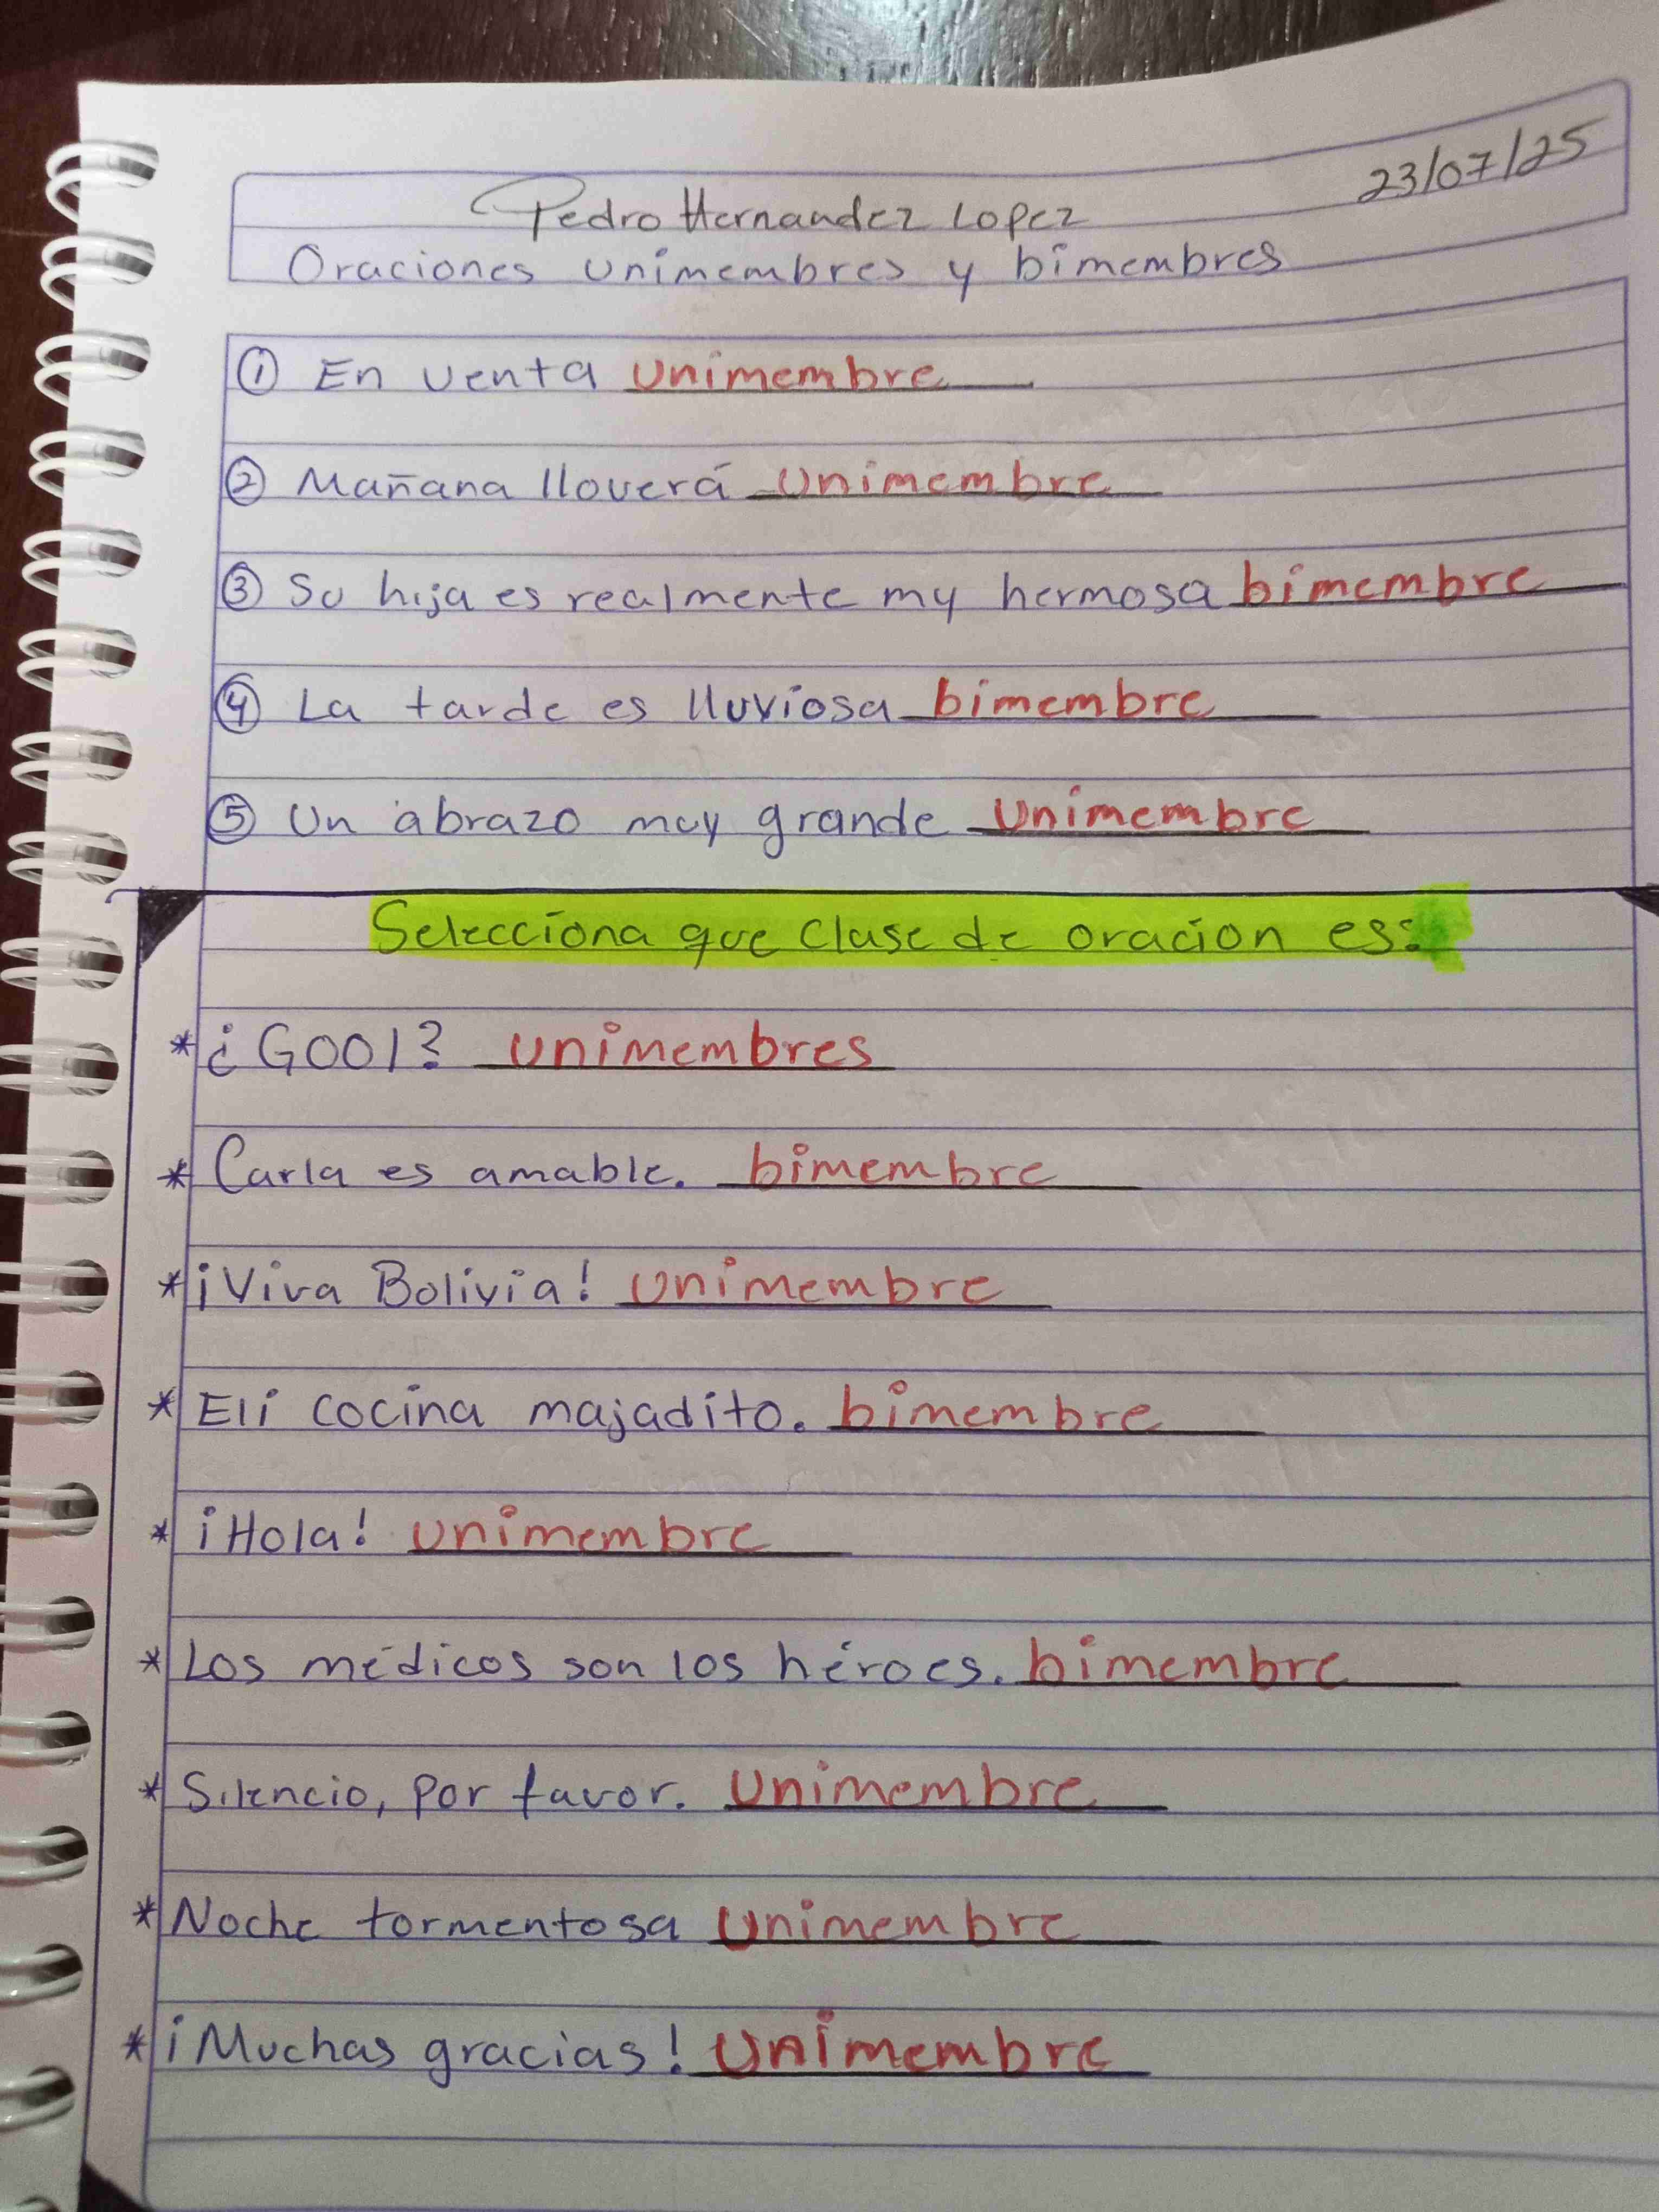 23/07/25
Pedro Hernandez Lopez
Oraciones unimembres y bimembres
① En venta unimembre
② Mañana lloverá unimembre
③ Su hija es realmente my hermosa bimembre
④ La tarde es lluviosa bimembre
⑤ Un abrazo muy grande unimembre
Selecciona que clase de oracion es:
* ¿Gool? unimembres
* Carla es amable. bimembre
* ¡Viva Bolivia! unimembre
* Eli cocina majadito. bimembre
* ¡Hola! unimembre
* Los médicos son los héroes. bimembre
* Silencio, por favor. unimembre
* Noche tormentosa unimembre
* ¡Muchas gracias! unimembre